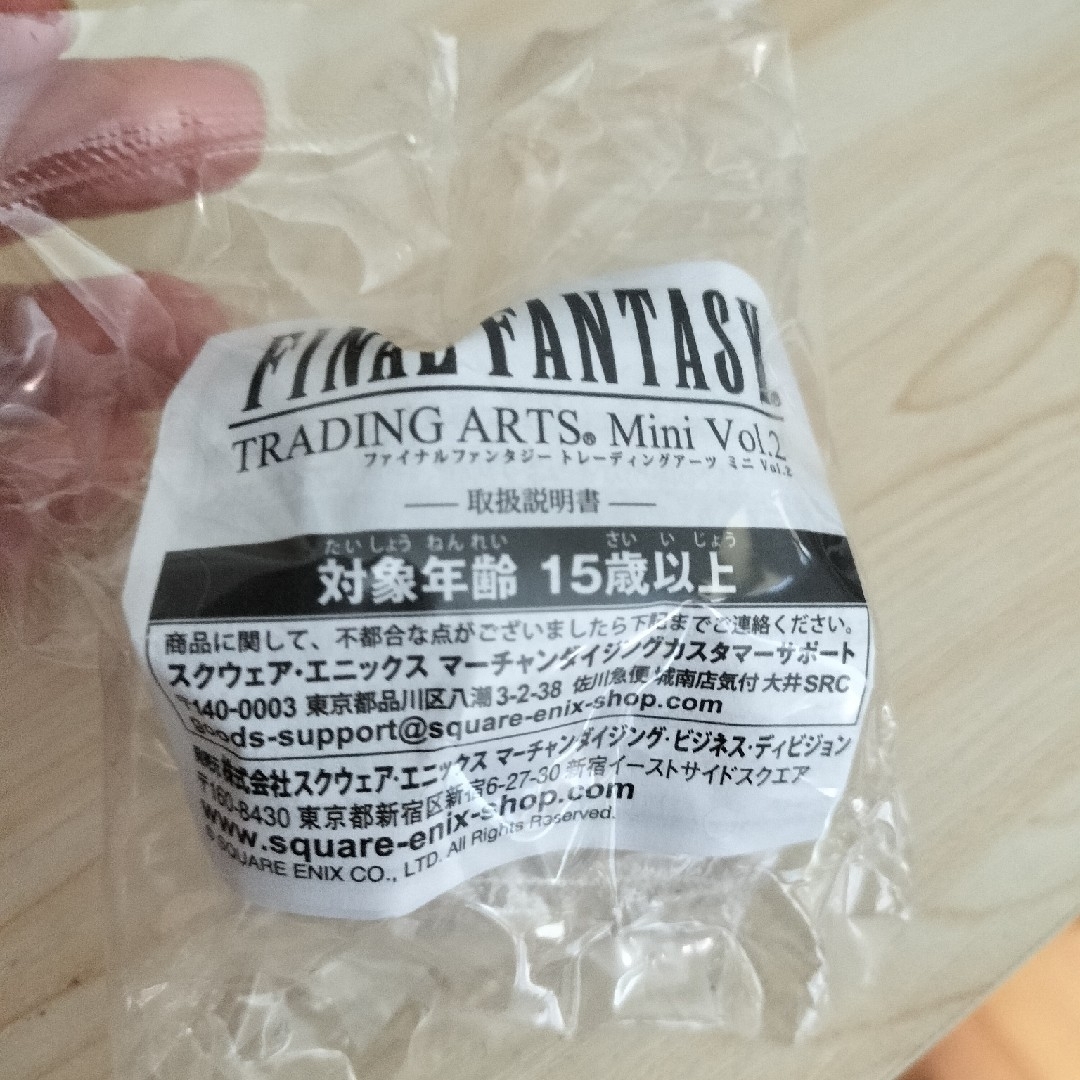 FINAL FANTASY®
TRADING ARTS® Mini Vol.2
ファイナルファンタジー トレーディングアーツ ミニ Vol.2
取扱説明書
たいしょう ねんれい さい い じょう
対象年齢 15歳以上
商品に関して、不都合な点がございましたら下記までご連絡ください。
スクウェア・エニックス マーチャンダイジングカスタマーサポート
〒140-0003 東京都品川区八潮3-2-38 佐川急便 城南店気付 大井SRC
goods-support@square-enix-shop.com
株式会社スクウェア・エニックス マーチャンダイジング・ビジネス・ディビジョン
〒160-8430 東京都新宿区新宿6-27-30 新宿イーストサイドスクエア
www.square-enix-shop.com
© SQUARE ENIX CO., LTD. All Rights Reserved.